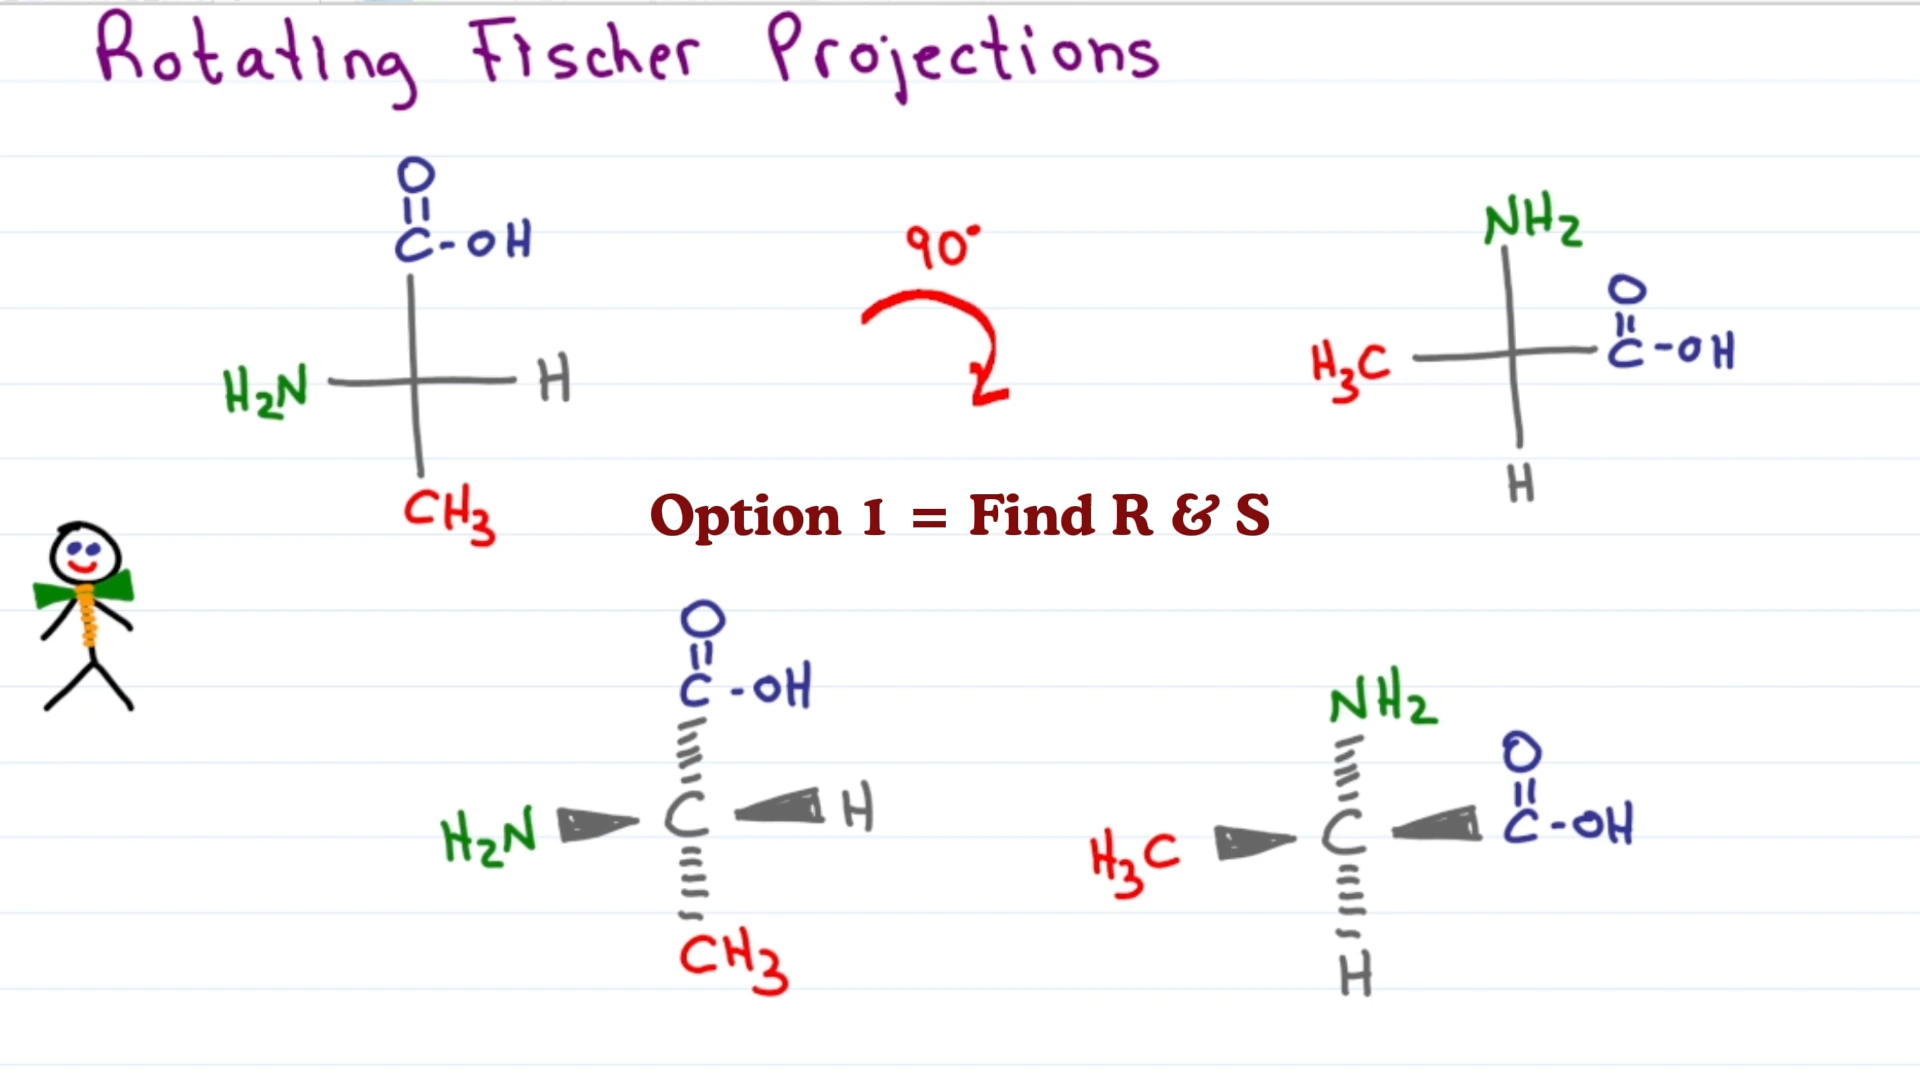 Rotating Fischer Projections
O
C-OH
H₂N
H
CH₃
90°
NH₂
O
H₃C
C-OH
H
Option 1 = Find R & S
O
C-OH
H₂N
C
H
CH₃
NH₂
O
H₃C
C
C-OH
H